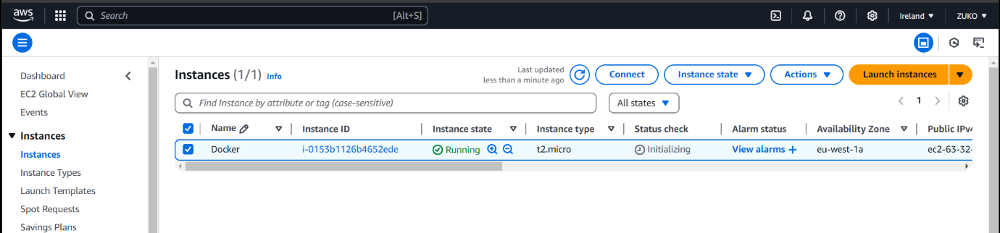 aws Search [Alt+S] Ireland ZUKO
Dashboard
EC2 Global View
Events
Instances
Instances
Instance Types
Launch Templates
Spot Requests
Savings Plans
Instances (1/1) Info
Last updated
less than a minute ago
Connect Instance state Actions Launch instances
Find Instance by attribute or tag (case-sensitive) All states 1
Name Instance ID Instance state Instance type Status check Alarm status Availability Zone Public IPv4
Docker i-0153b1126b4652ede Running t2.micro Initializing View alarms + eu-west-1a ec2-63-32-